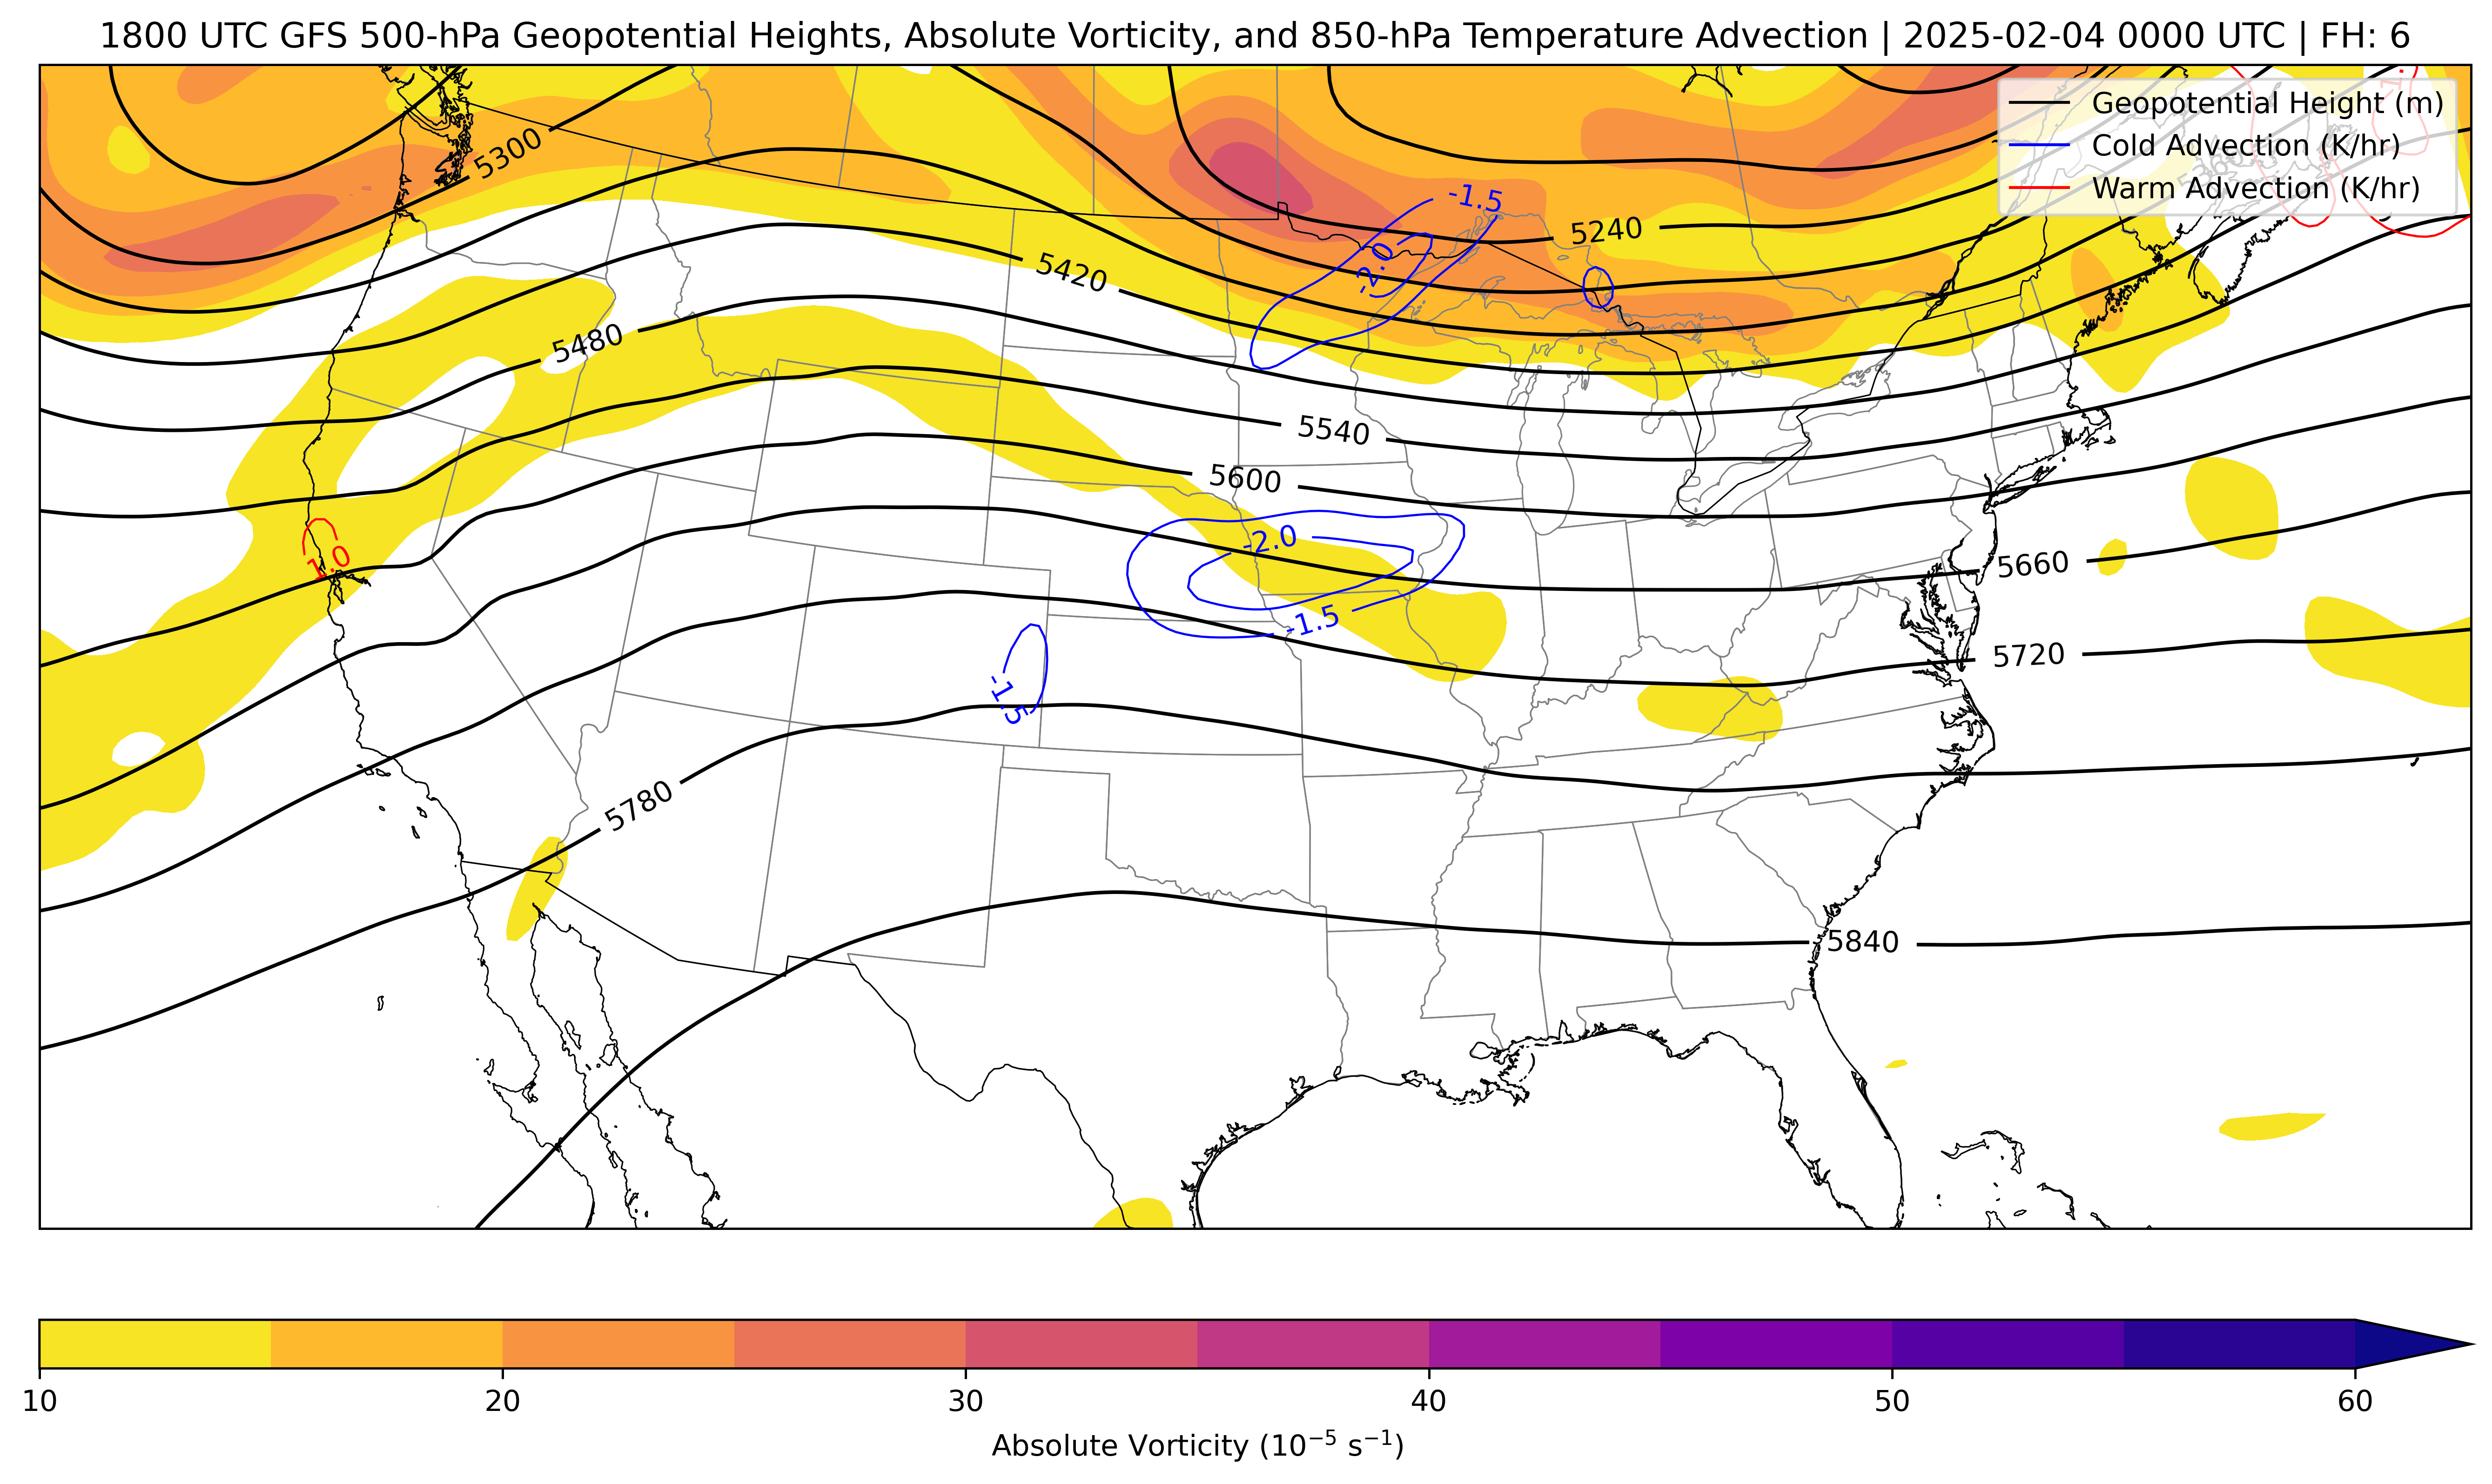 1800 UTC GFS 500-hPa Geopotential Heights, Absolute Vorticity, and 850-hPa Temperature Advection | 2025-02-04 0000 UTC | FH: 6
Geopotential Height (m)
Cold Advection (K/hr)
Warm Advection (K/hr)
5300
-1.5
5240
-2.0
5420
5480
5540
5600
-2.0
1.0
5660
-1.5
5720
-1.5
5780
5840
10 20 30 40 50 60
Absolute Vorticity (10⁻⁵ s⁻¹)